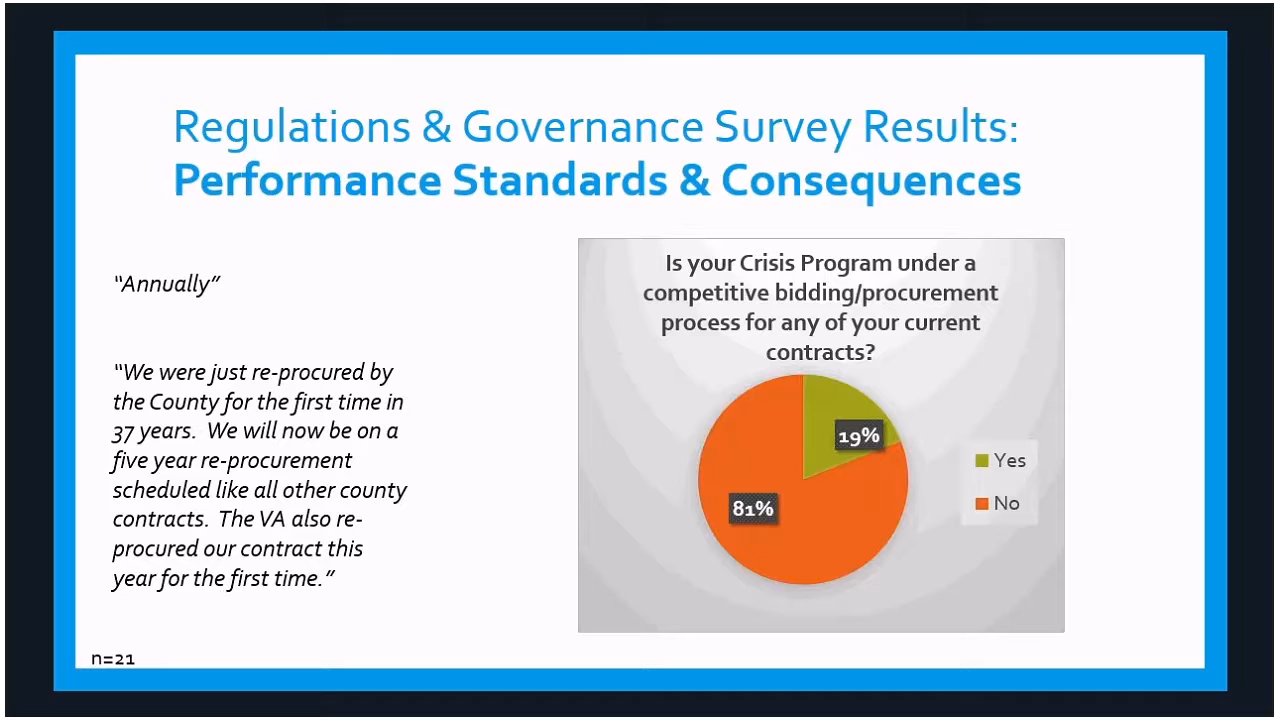 Regulations & Governance Survey Results:
Performance Standards & Consequences
“Annually”
“We were just re-procured by
the County for the first time in
37 years.  We will now be on a
five year re-procurement
scheduled like all other county
contracts.  The VA also re-
procured our contract this
year for the first time.”
n=21
Is your Crisis Program under a
competitive bidding/procurement
process for any of your current
contracts?
19%
81%
Yes
No